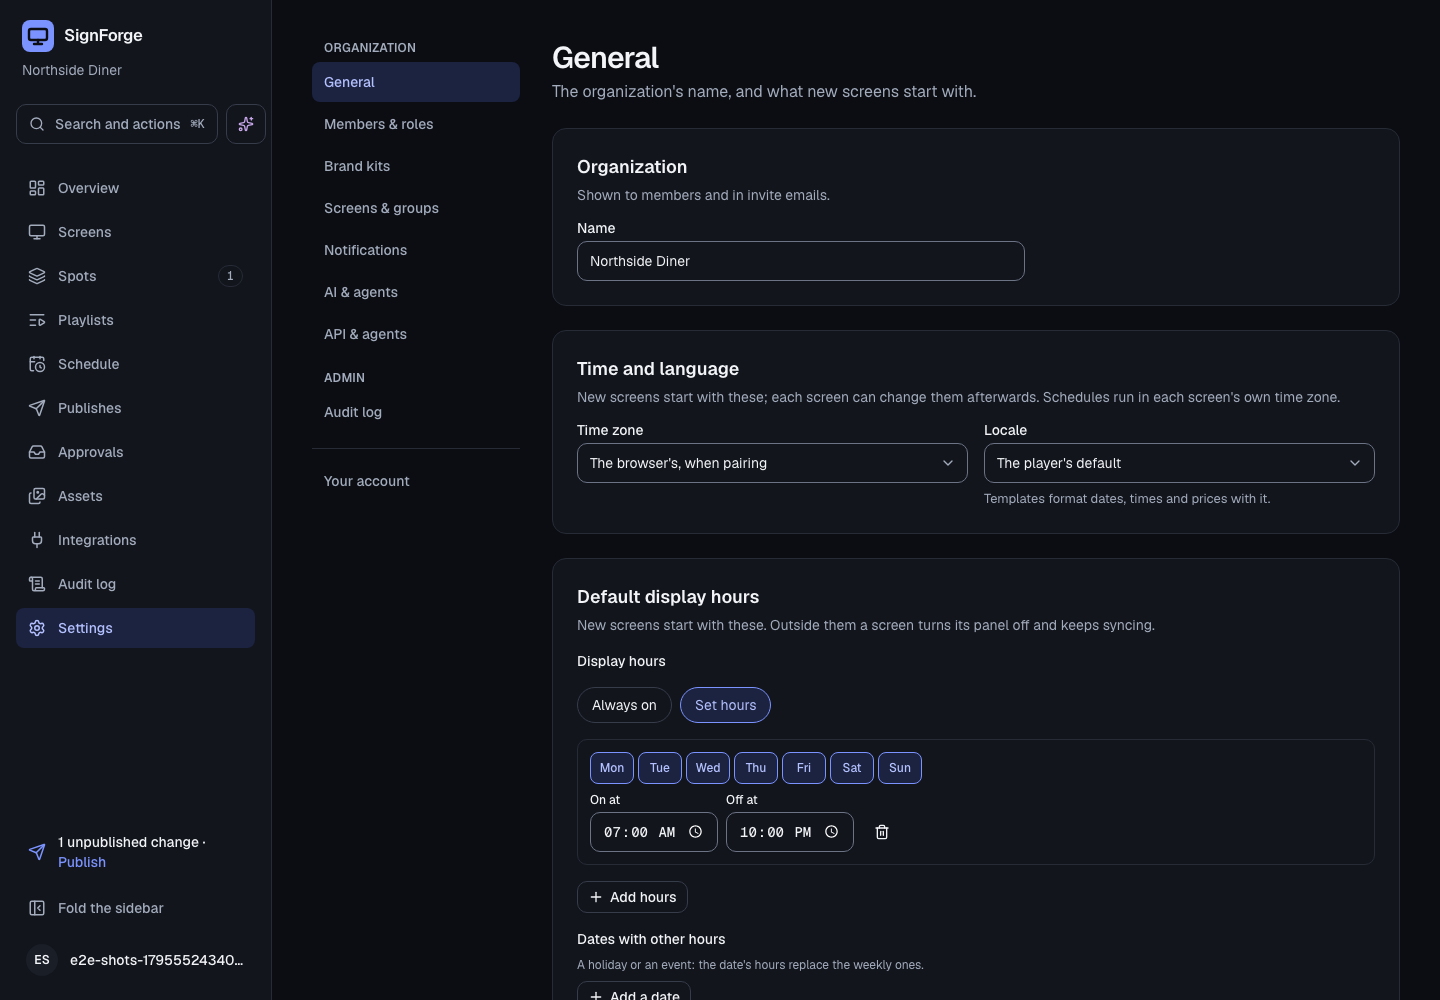 SignForge
Northside Diner
Search and actions ⌘K
Overview
Screens
Spots 1
Playlists
Schedule
Publishes
Approvals
Assets
Integrations
Audit log
Settings
1 unpublished change ·
Publish
Fold the sidebar
ES e2e-shots-17955524340…
ORGANIZATION
General
Members & roles
Brand kits
Screens & groups
Notifications
AI & agents
API & agents
ADMIN
Audit log
Your account
General
The organization's name, and what new screens start with.
Organization
Shown to members and in invite emails.
Name
Northside Diner
Time and language
New screens start with these; each screen can change them afterwards. Schedules run in each screen's own time zone.
Time zone Locale
The browser's, when pairing The player's default
Templates format dates, times and prices with it.
Default display hours
New screens start with these. Outside them a screen turns its panel off and keeps syncing.
Display hours
Always on Set hours
Mon Tue Wed Thu Fri Sat Sun
On at Off at
07:00 AM 10:00 PM
Add hours
Dates with other hours
A holiday or an event: the date's hours replace the weekly ones.
Add a date